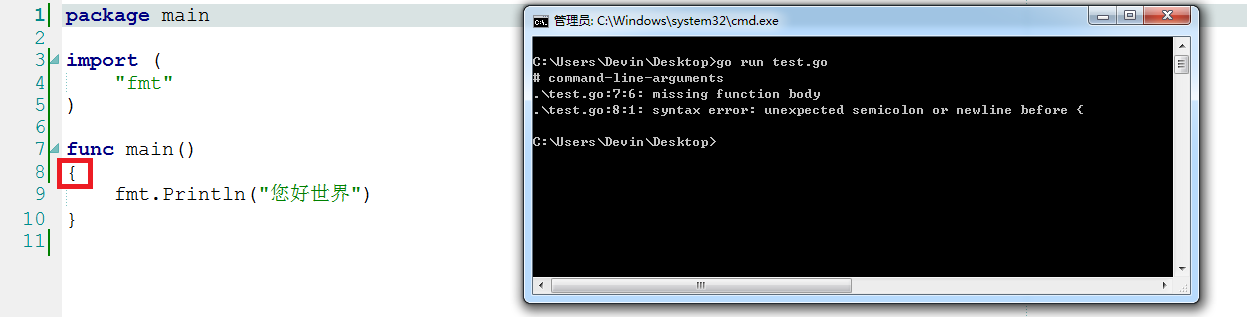 1 package main
2
3 import (
4     "fmt"
5 )
6
7 func main()
8 {
9     fmt.Println("您好世界")
10 }
11
管理员: C:\Windows\system32\cmd.exe
C:\Users\Devin\Desktop>go run test.go
# command-line-arguments
.\test.go:7:6: missing function body
.\test.go:8:1: syntax error: unexpected semicolon or newline before {
C:\Users\Devin\Desktop>